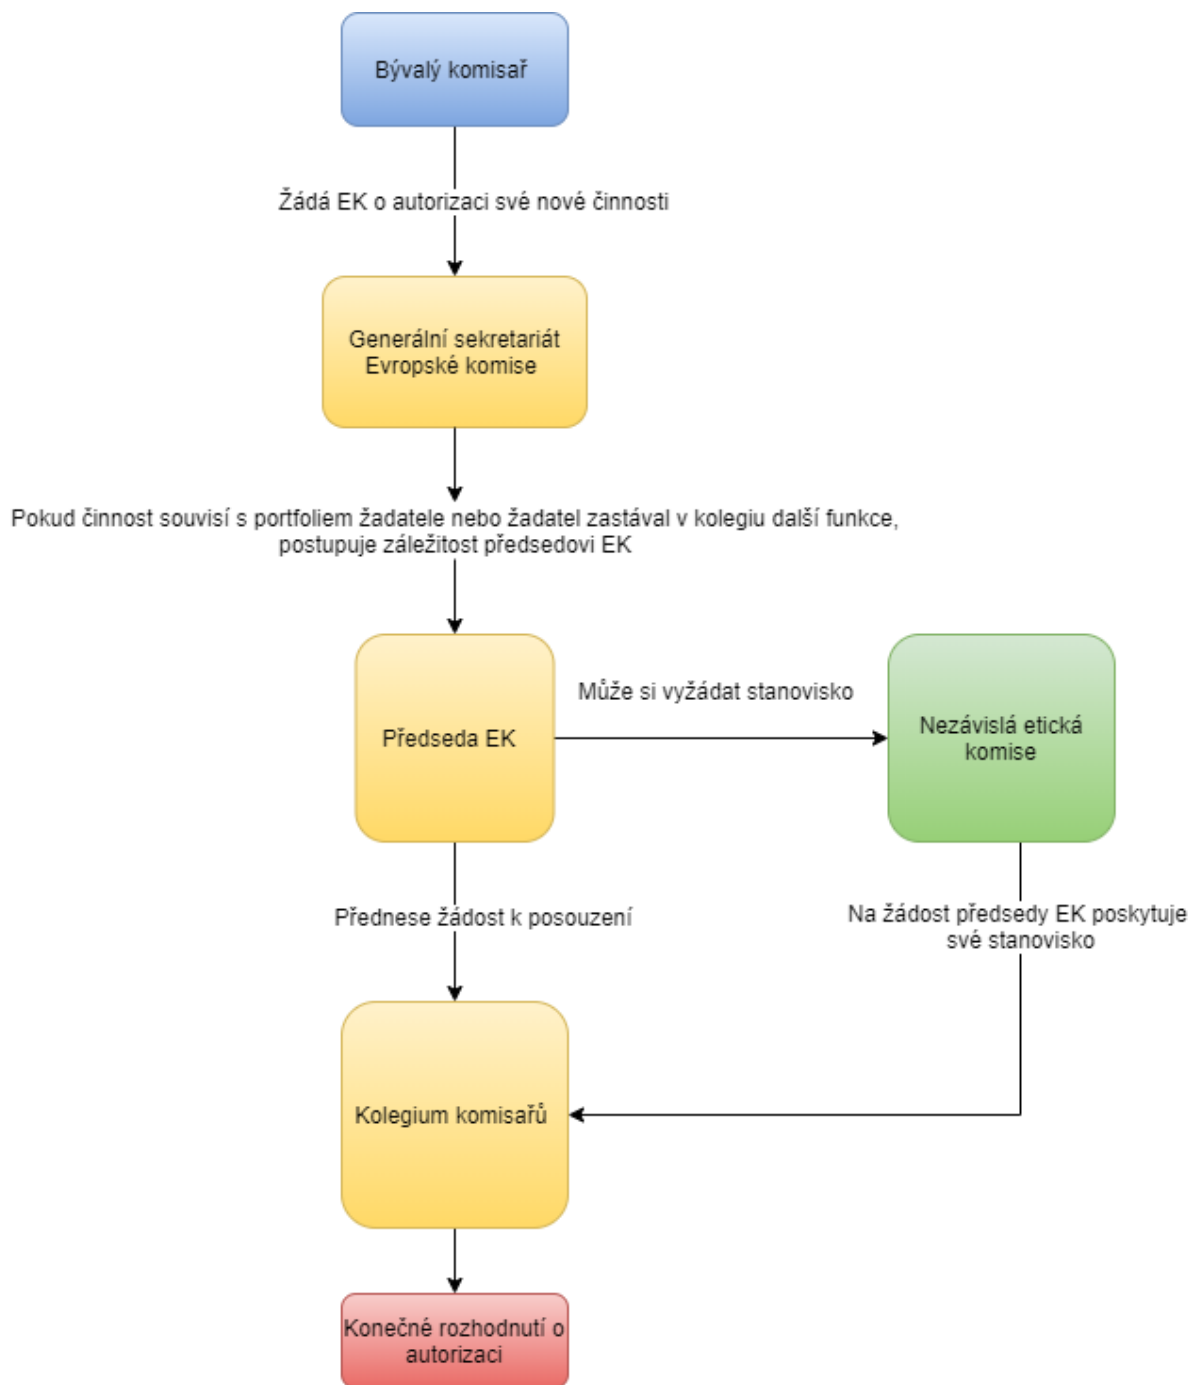 Bývalý komisař
Žádá EK o autorizaci své nové činnosti
Generální sekretariát
Evropské komise
Pokud činnost souvisí s portfoliem žadatele nebo žadatel zastával v kolegiu další funkce,
postupuje záležitost předsedovi EK
Předseda EK
Může si vyžádat stanovisko
Nezávislá etická
komise
Přednese žádost k posouzení
Na žádost předsedy EK poskytuje
své stanovisko
Kolegium komisařů
Konečné rozhodnutí o
autorizaci